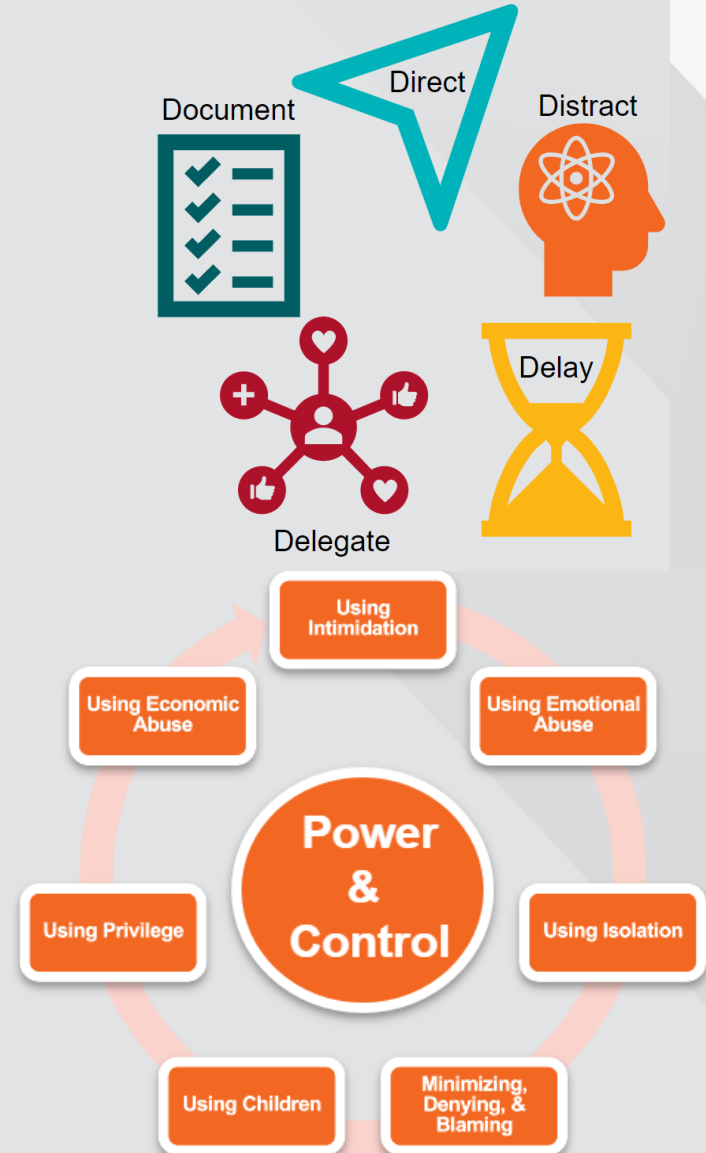 Direct
Document
Distract
Delay
Delegate
Using
Intimidation
Using Emotional
Abuse
Using Isolation
Minimizing,
Denying, &
Blaming
Using Children
Using Privilege
Using Economic
Abuse
Power
&
Control